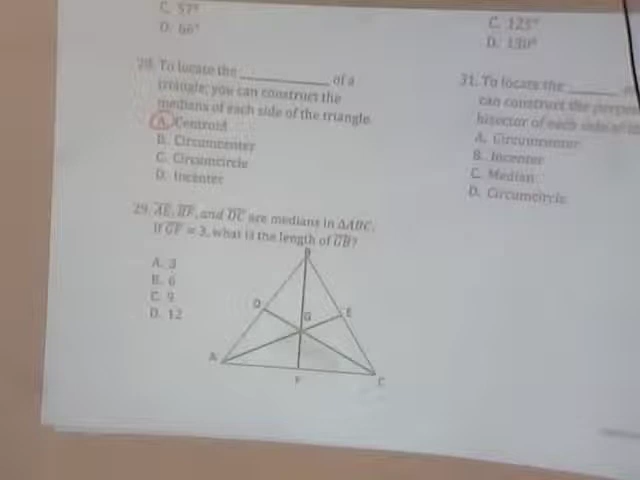 C. 57°
D. 66°
28. To locate the ________ of a
triangle, you can construct the
medians of each side of the triangle.
A. Centroid
B. Circumcenter
C. Circumcircle
D. Incenter
29. AE, BF, and DC are medians in ΔABC.
If GF = 3, what is the length of GB?
A. 3
B. 6
C. 9
D. 12
B
D
E
G
A
F
C
C. 123°
D. 130°
31. To locate the ________
can construct the
bisector of each side of
A. Circumcenter
B. Incenter
C. Median
D. Circumcircle